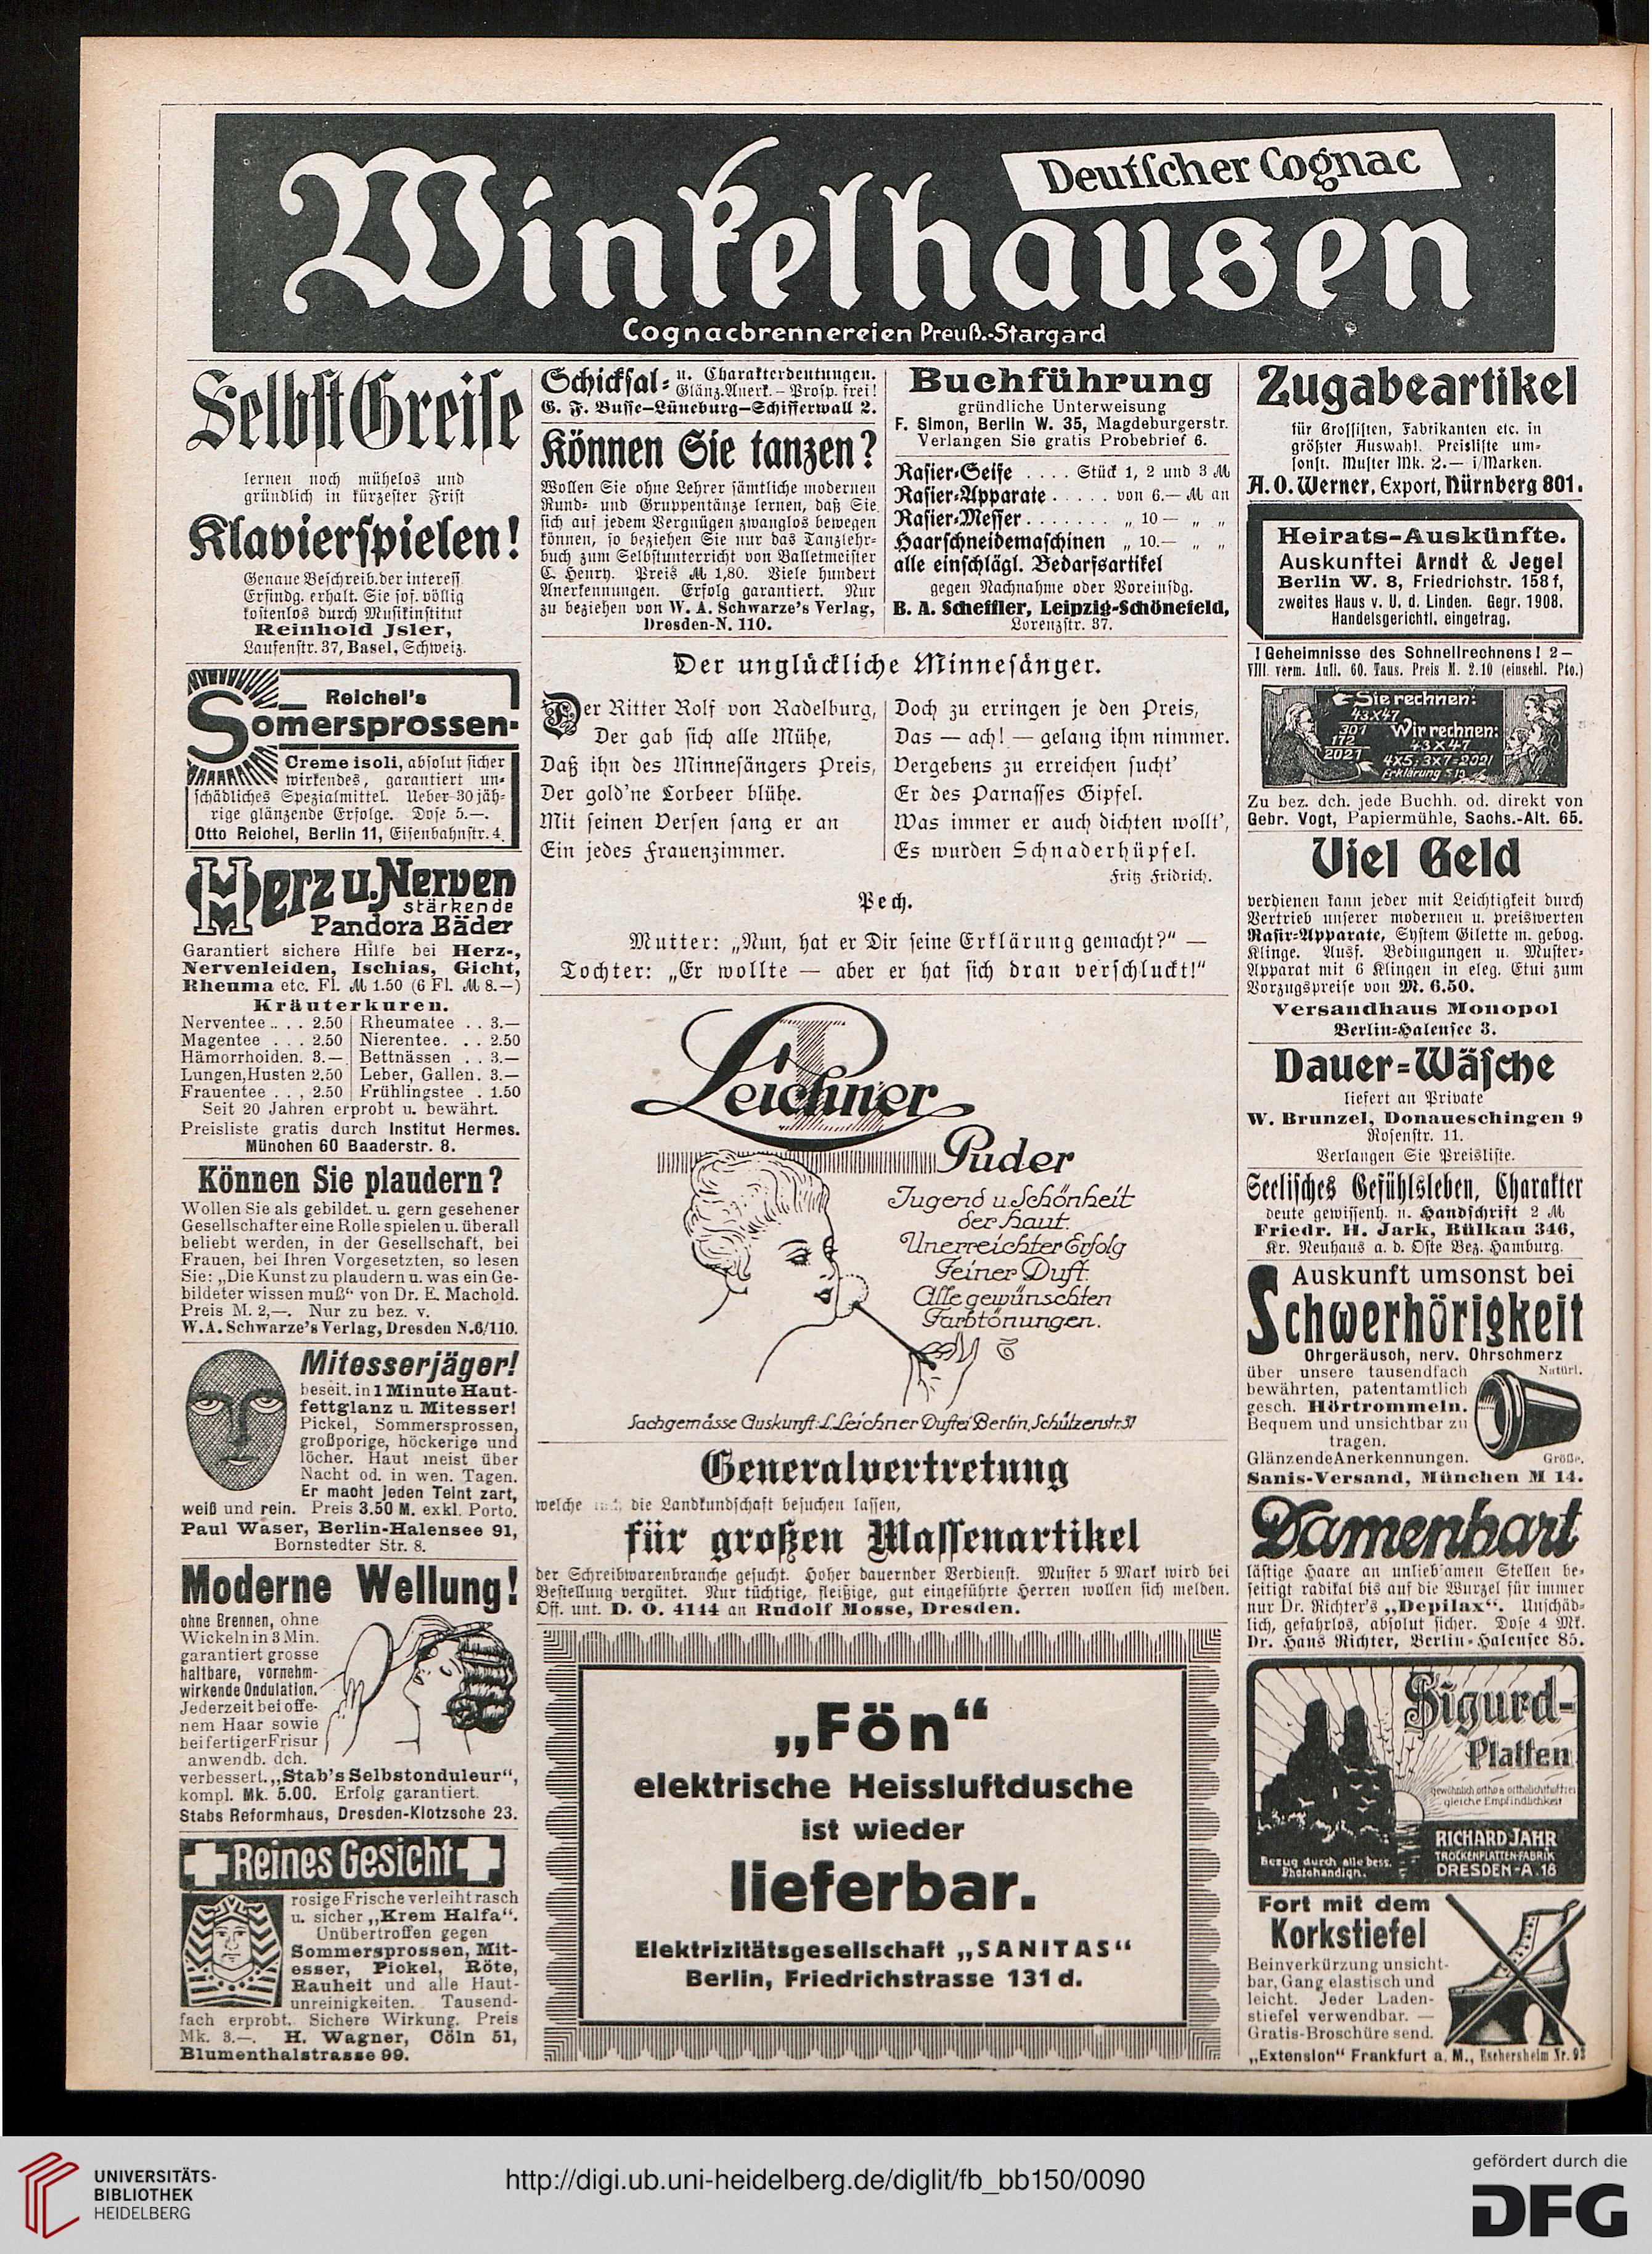 Deutscher Cognac
Winkelhausen
Cognacbrennereien Preuß.-Stargard
Selbst Greise
lernen noch mühelos und
gründlich in kürzester Frist
Klavierspielen!
Genaue Beschreib. der interess.
Erfindg. erhalt. Sie sof. völlig
kostenlos durch Musikinstitut
Reinhold Jsler,
Laufenstr. 37, Basel, Schweiz.
Reichel's
Somersprossen-
Creme isoli, absolut sicher
wirkendes, garantiert un-
schädliches Spezialmittel. Ueber 30 jäh-
rige glänzende Erfolge. Dose 5.—.
Otto Reichel, Berlin 11, Eisenbahnstr. 4.
Herz u. Nerven
stärkende
Pandora Bäder
Garantiert sichere Hilfe bei Herz-,
Nervenleiden, Ischias, Gicht,
Rheuma etc. Fl. M 1.50 (6 Fl. M 8.—)
Kräuterkuren.
Nerventee . . . 2.50 | Rheumatee . . 3.—
Magentee . . . 2.50 | Nierentee. . . 2.50
Hämorrhoiden. 3.— | Bettnässen . . 3.—
Lungen,Husten 2.50 | Leber, Gallen. 3.—
Frauentee . . , 2.50 | Frühlingstee . 1.50
Seit 20 Jahren erprobt u. bewährt.
Preisliste gratis durch Institut Hermes.
München 60 Baaderstr. 8.
Können Sie plaudern?
Wollen Sie als gebildet. u. gern gesehener
Gesellschafter eine Rolle spielen u. überall
beliebt werden, in der Gesellschaft, bei
Frauen, bei Ihren Vorgesetzten, so lesen
Sie: „Die Kunst zu plaudern u. was ein Ge-
bildeter wissen muß“ von Dr. E. Machold.
Preis M. 2,—. Nur zu bez. v.
W. A. Schwarze's Verlag, Dresden N.6/110.
Mitesserjäger!
beseit. in 1 Minute Haut-
fettglanz u. Mitesser!
Pickel, Sommersprossen,
großporige, höckerige und
löcher. Haut meist über
Nacht od. in wen. Tagen.
Er macht jeden Teint zart,
weiß und rein. Preis 3.50 M. exkl. Porto.
Paul Waser, Berlin-Halensee 91,
Bornstedter Str. 8.
Moderne Wellung!
ohne Brennen, ohne
Wickeln in 3 Min.
garantiert grosse
haltbare, vornehm-
wirkende Ondulation.
Jederzeit bei offe-
nem Haar sowie
bei fertiger Frisur
anwendb. dch.
verbessert. „Stab's Selbstonduleur“,
kompl. Mk. 5.00. Erfolg garantiert.
Stabs Reformhaus, Dresden-Klotzsche 23.
Reines Gesicht
rosige Frische verleiht rasch
u. sicher „Krem Halfa“.
Unübertroffen gegen
Sommersprossen, Mit-
esser, Pickel, Röte,
Rauheit und alle Haut-
unreinigkeiten. Tausend-
fach erprobt. Sichere Wirkung. Preis
Mk. 3.—. H. Wagner, Cöln 51,
Blumenthalstrasse 99.
Schicksal- u. Charakterdeutungen.
Glänz. Anerk. – Prosp. frei!
G. F. Busse–Lüneburg–Schifferwall 2.
Können Sie tanzen?
Wollen Sie ohne Lehrer sämtliche modernen
Rund- und Gruppentänze lernen, daß Sie
sich auf jedem Vergnügen zwanglos bewegen
können, so beziehen Sie nur das Tanzlehr-
buch zum Selbstunterricht von Balletmeister
C. Henry. Preis M 1,80. Viele hundert
Anerkennungen. Erfolg garantiert. Nur
zu beziehen von W. A. Schwarze's Verlag,
Dresden-N. 110.
Buchführung
gründliche Unterweisung
F. Simon, Berlin W. 35, Magdeburgerstr.
Verlangen Sie gratis Probebrief 6.
Rasier-Seife . . . . Stück 1, 2 und 3 M
Rasier-Apparate . . . . . von 6.— M an
Rasier-Messer . . . . . . . „ 10 — „ „
Haarschneidemaschinen „ 10.— „ „
alle einschlägl. Bedarfsartikel
gegen Nachnahme oder Voreinsdg.
B. A. Scheffler, Leipzig-Schönefeld,
Lorenzstr. 37.
Der unglückliche Minnesänger.
Der Ritter Rolf von Radelburg,
Der gab sich alle Mühe,
Daß ihn des Minnesängers Preis,
Der gold'ne Lorbeer blühe.
Mit seinen Versen sang er an
Ein jedes Frauenzimmer.
Doch zu erringen je den Preis,
Das — ach! — gelang ihm nimmer.
Vergebens zu erreichen sucht'
Er des Parnasses Gipfel.
Was immer er auch dichten wollt',
Es wurden Schnaderhüpfel.
Fritz Fridrich.
Pech.
Mutter: „Nun, hat er Dir seine Erklärung gemacht?“ —
Tochter: „Er wollte — aber er hat sich dran verschluckt!“
L
Leichner
Puder
Jugend u. Schönheit
der Haut.
Unerreichter Erfolg
Feiner Duft.
Alle gewünschten
Farbtönungen.
Sachgemässe Auskunft: L. Leichner Duftei Berlin, Schützenstr. 31
Generalvertretung
welche die Landkundschaft besuchen lassen,
für großen Massenartikel
der Schreibwarenbranche gesucht. Hoher dauernder Verdienst. Muster 5 Mark wird bei
Bestellung vergütet. Nur tüchtige, fleißige, gut eingeführte Herren wollen sich melden.
Off. unt. D. O. 4144 an Rudolf Mosse, Dresden.
„Fön“
elektrische Heissluftdusche
ist wieder
lieferbar.
Elektrizitätsgesellschaft „SANITAS“
Berlin, Friedrichstrasse 131 d.
Zugabeartikel
für Grossisten, Fabrikanten etc. in
größter Auswahl. Preisliste um-
sonst. Muster Mk. 2.— i/Marken.
A. O. Werner, Export, Nürnberg 801.
Heirats-Auskünfte.
Auskunftei Arndt & Jegel
Berlin W. 8, Friedrichstr. 158 f,
zweites Haus v. U. d. Linden. Gegr. 1908.
Handelsgerichtl. eingetrag.
! Geheimnisse des Schnellrechnens! 2 –
VIII. verm. Aufl. 60. Taus. Preis M. 2.10 (einschl. Pto.)
Sie rechnen:
43X47
301
172
2021
Wir rechnen:
43X47
4X5; 3X7=2021
Erklärung S 13
Zu bez. dch. jede Buchh. od. direkt von
Gebr. Vogt, Papiermühle, Sachs.-Alt. 65.
Viel Geld
verdienen kann jeder mit Leichtigkeit durch
Vertrieb unserer modernen u. preiswerten
Rasir-Apparate, System Gilette m. gebog.
Klinge. Ausf. Bedingungen u. Muster-
Apparat mit 6 Klingen in eleg. Etui zum
Vorzugspreise von M. 6.50.
Versandhaus Monopol
Berlin-Halensee 3.
Dauer-Wäsche
liefert an Private
W. Brunzel, Donaueschingen 9
Rosenstr. 11.
Verlangen Sie Preisliste.
Seelisches Gefühlsleben, Charakter
deute gewissenh. n. Handschrift 2 M
Friedr. H. Jark, Bülkau 346,
Kr. Neuhaus a. d. Oste Bez. Hamburg.
Auskunft umsonst bei
Schwerhörigkeit
Ohrgeräusch, nerv. Ohrschmerz
über unsere tausendfach
bewährten, patentamtlich
gesch. Hörtrommeln.
Bequem und unsichtbar zu
tragen.
Glänzende Anerkennungen.
Natürl.
Größe.
Sanis-Versand, München M 14.
Damenbart
lästige Haare an unlieb'amen Stellen be-
seitigt radikal bis auf die Wurzel für immer
nur Dr. Richter's „Depilax“. Unschäd-
lich, gefahrlos, absolut sicher. Dose 4 Mk.
Dr. Hans Richter, Berlin-Halensee 85.
Sigurd-
Platten
gewöhnlich ortho u. ortholichthoffrei
gleiche Empfindlichkeit
RICHARD JAHR
TROCKENPLATTEN-FABRIK
DRESDEN-A. 18
Bezug durch alle bess.
Photohandlgn.
Fort mit dem
Korkstiefel
Beinverkürzung unsicht-
bar, Gang elastisch und
leicht. Jeder Laden-
stiefel verwendbar. —
Gratis-Broschüre send.
„Extension“ Frankfurt a. M., Eschersheim Nr. 93
UNIVERSITÄTS-
BIBLIOTHEK
HEIDELBERG
http://digi.ub.uni-heidelberg.de/diglit/fb_bb150/0090
gefördert durch die
DFG